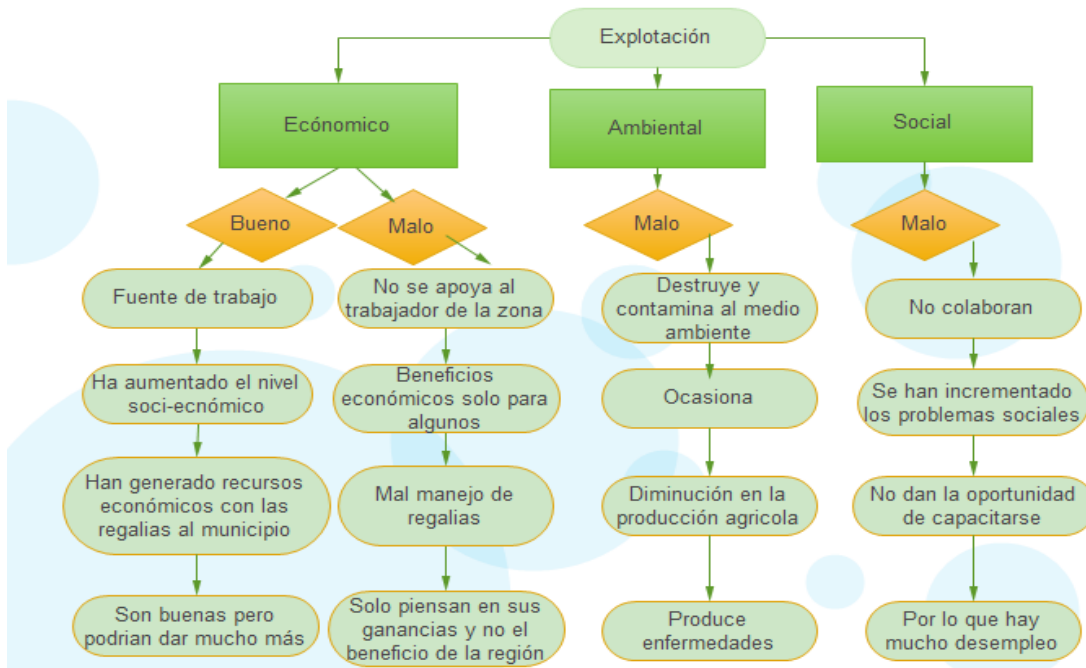 Explotación
Ecónomico
Ambiental
Social
Bueno
Malo
Malo
Malo
Fuente de trabajo
Ha aumentado el nivel
soci-ecnómico
Han generado recursos
económicos con las
regalias al municipio
Son buenas pero
podrian dar mucho más
No se apoya al
trabajador de la zona
Beneficios
económicos solo para
algunos
Mal manejo de
regalias
Solo piensan en sus
ganancias y no el
beneficio de la región
Destruye y
contamina al medio
ambiente
Ocasiona
Diminución en la
producción agricola
Produce
enfermedades
No colaboran
Se han incrementado
los problemas sociales
No dan la oportunidad
de capacitarse
Por lo que hay
mucho desempleo